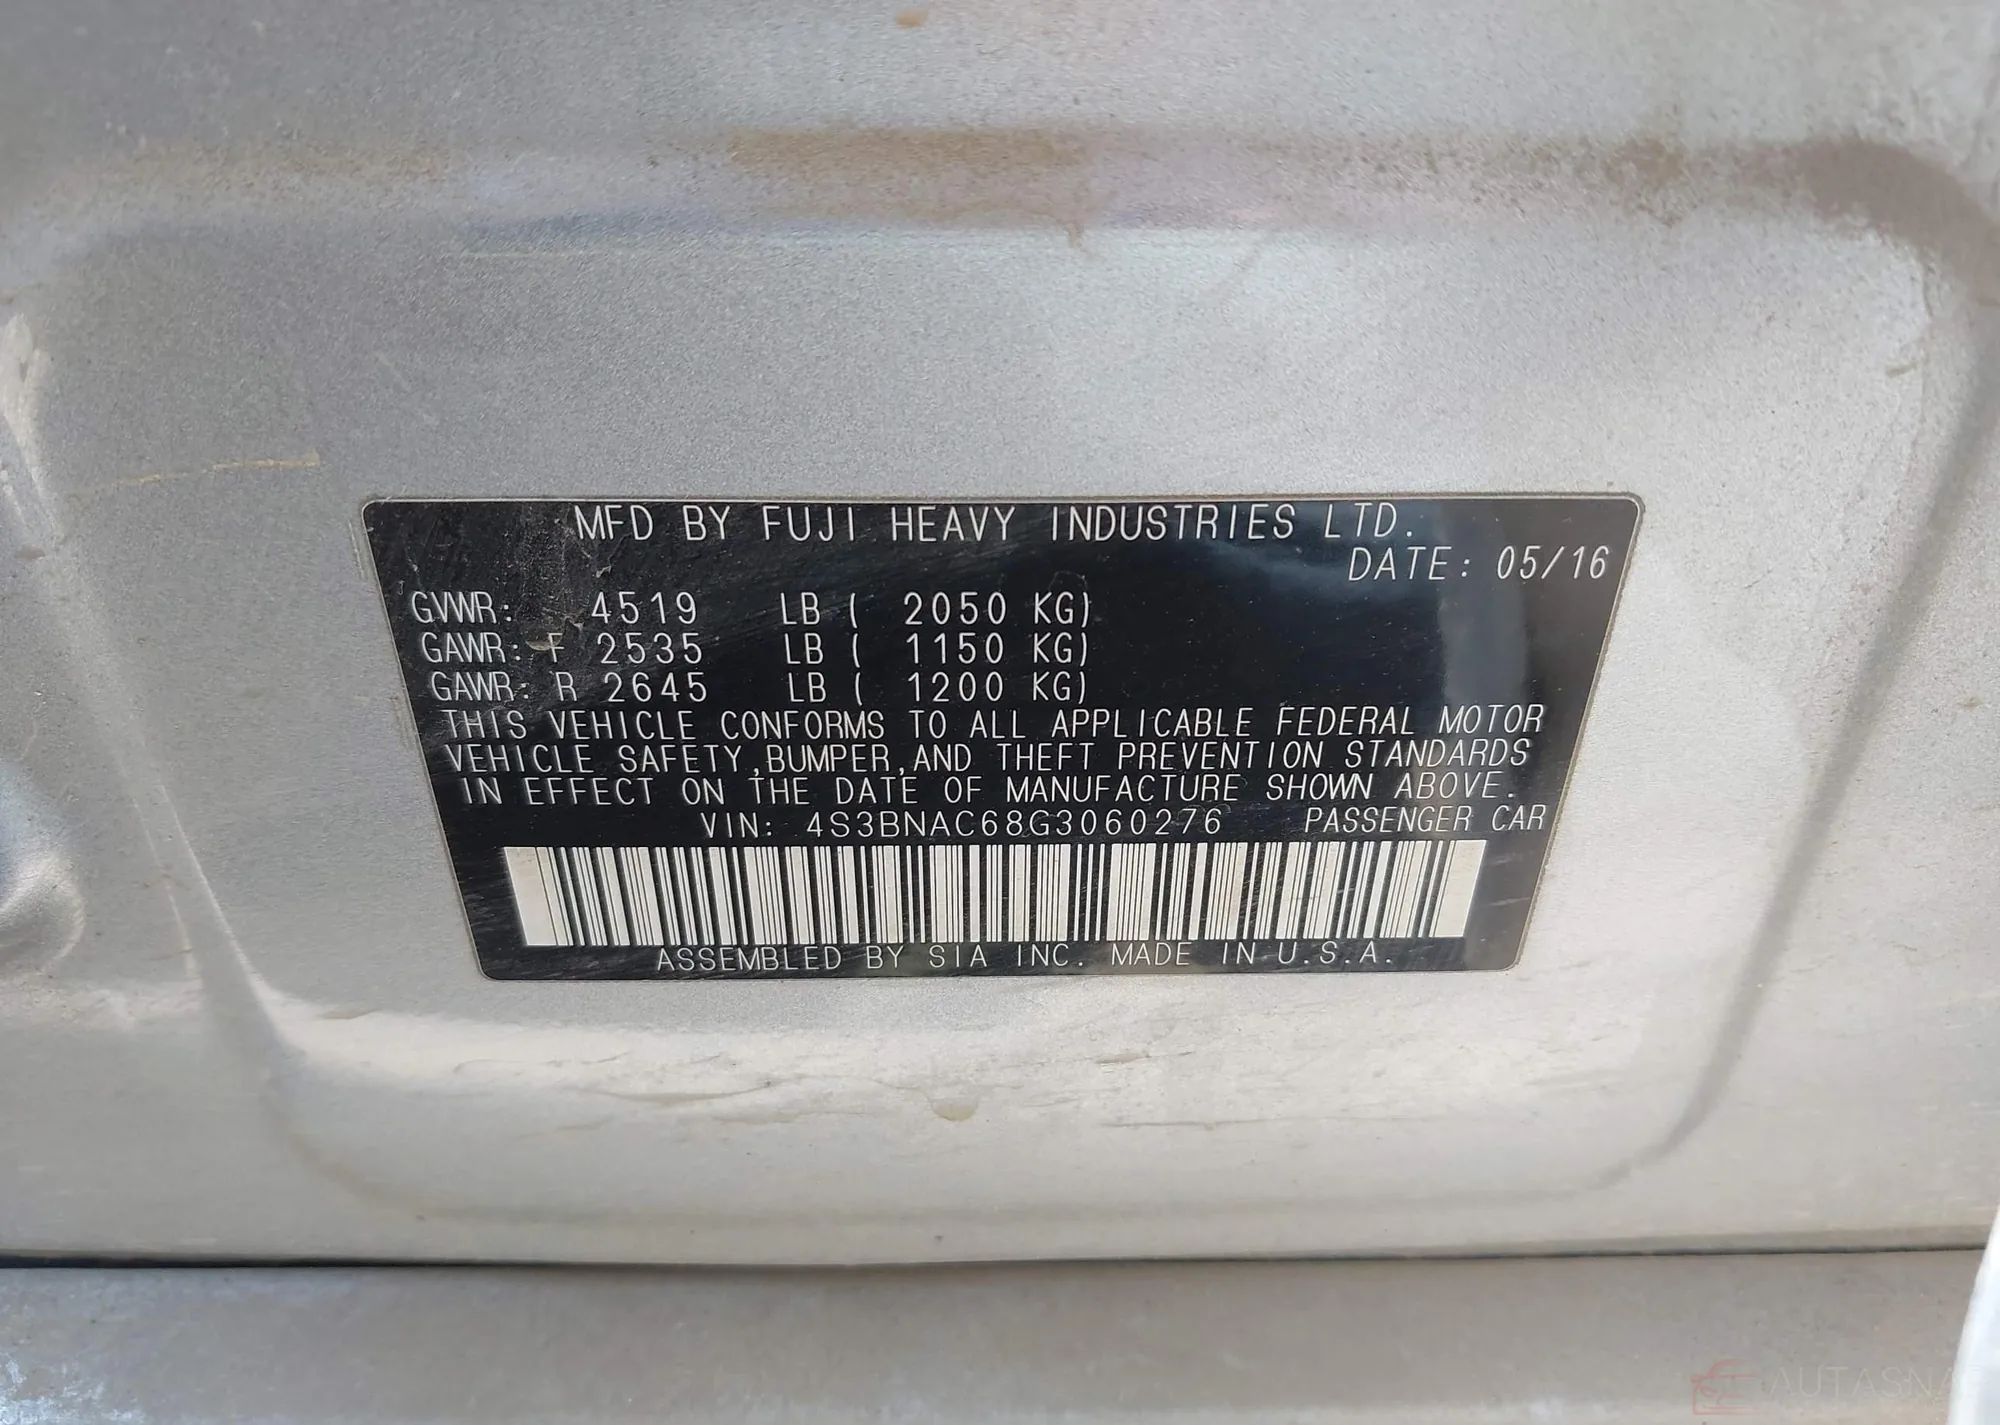 MFD BY FUJI HEAVY INDUSTRIES LTD.
DATE: 05/16
GVWR: 4519 LB ( 2050 KG)
GAWR: F 2535 LB ( 1150 KG)
GAWR: R 2645 LB ( 1200 KG)
THIS VEHICLE CONFORMS TO ALL APPLICABLE FEDERAL MOTOR
VEHICLE SAFETY,BUMPER,AND THEFT PREVENTION STANDARDS
IN EFFECT ON THE DATE OF MANUFACTURE SHOWN ABOVE.
VIN: 4S3BNAC68G3060276 PASSENGER CAR
ASSEMBLED BY SIA INC. MADE IN U.S.A.